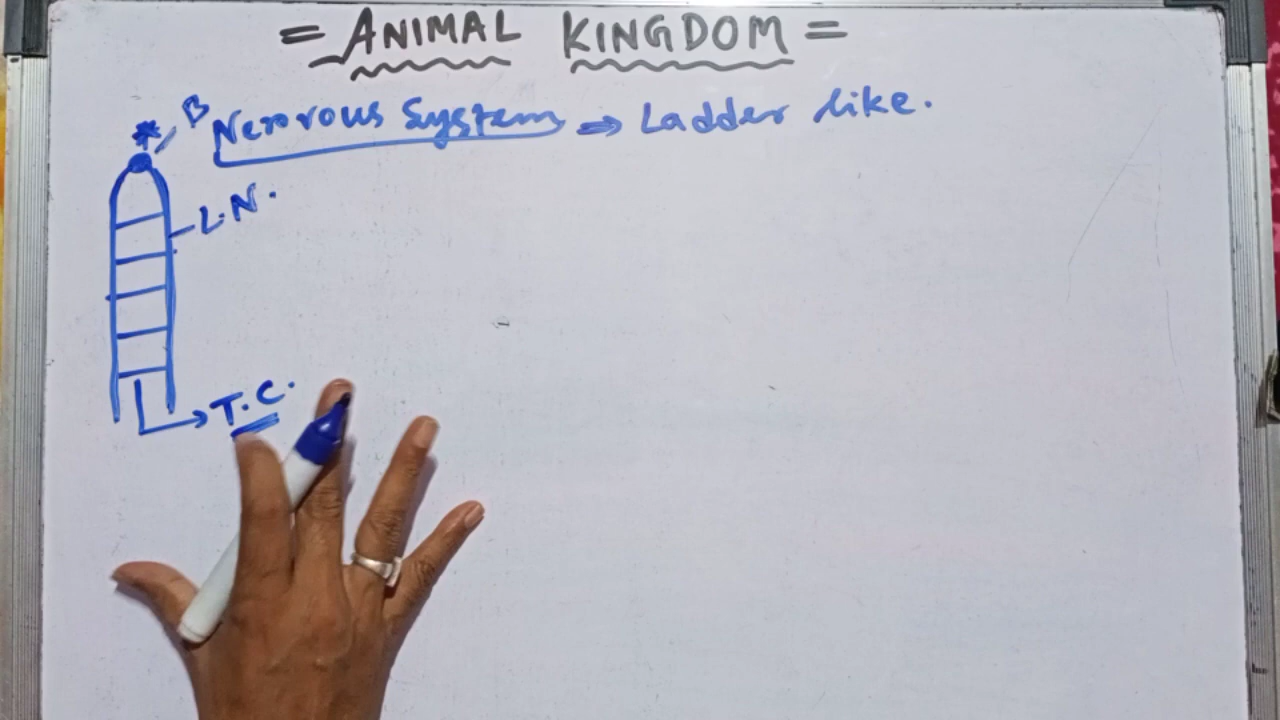 = ANIMAL KINGDOM =
* B Nervous System ⇒ Ladder like.
L.N.
→ T.C.